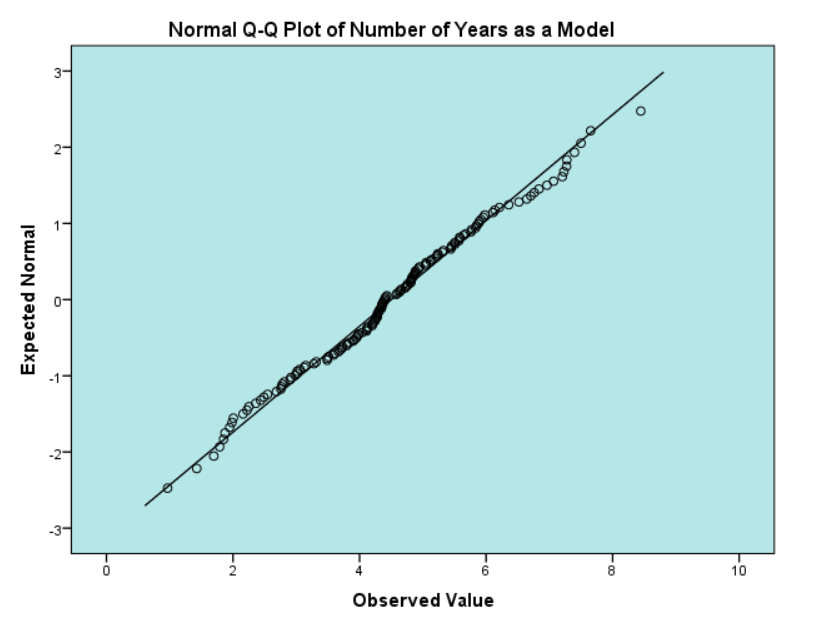 Normal Q-Q Plot of Number of Years as a Model
3
2
1
0
-1
-2
-3
Expected Normal
0 2 4 6 8 10
Observed Value